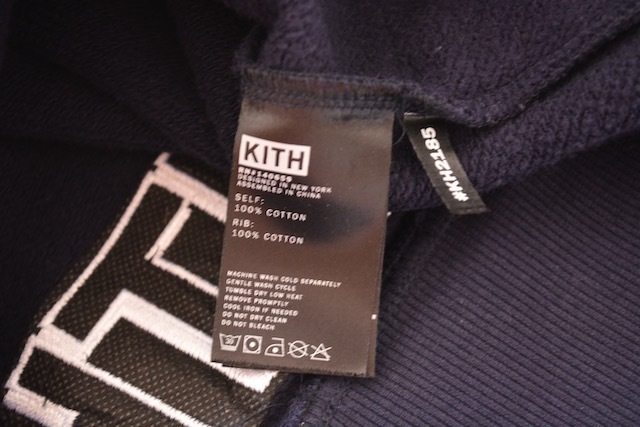 KITH
RN#140659
DESIGNED IN NEW YORK
ASSEMBLED IN CHINA
SELF:
100% COTTON
RIB:
100% COTTON
MACHINE WASH COLD SEPARATELY
GENTLE WASH CYCLE
TUMBLE DRY LOW HEAT
REMOVE PROMPTLY
COOL IRON IF NEEDED
DO NOT DRY CLEAN
DO NOT BLEACH
30
#KH2185